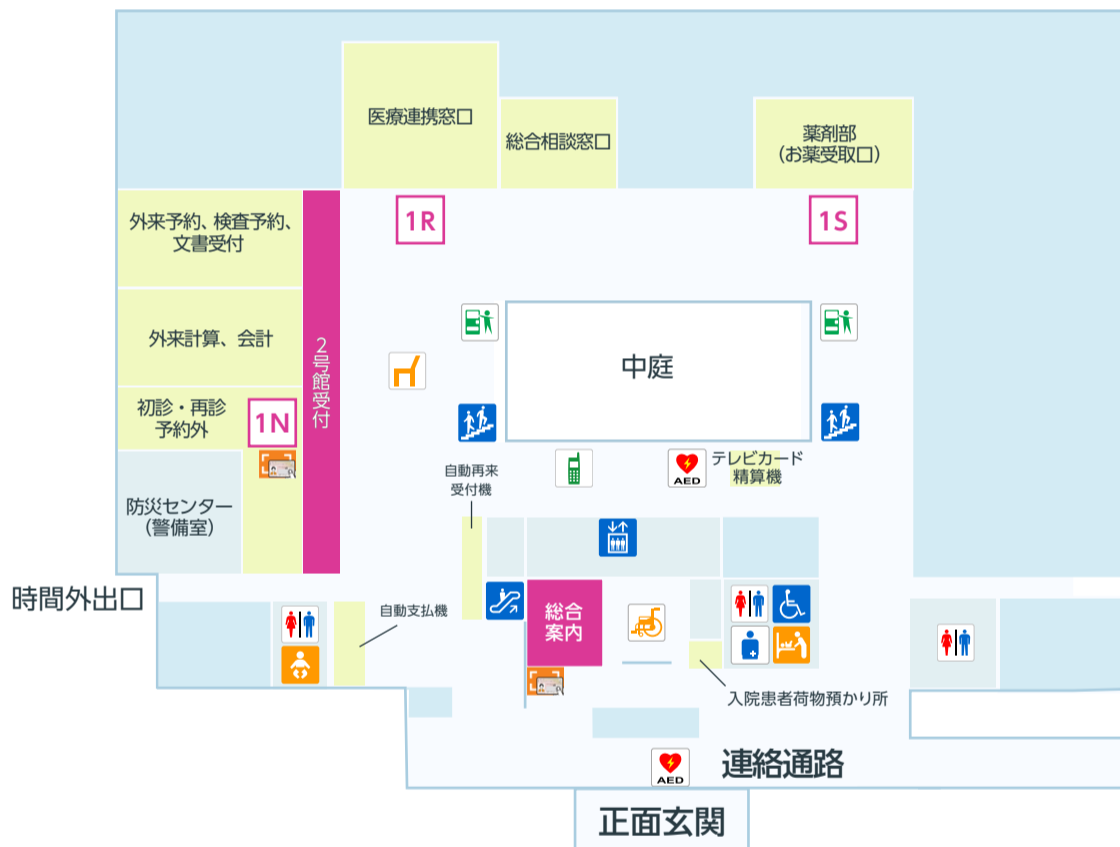 医療連携窓口
総合相談窓口
薬剤部
(お薬受取口)
外来予約、検査予約、
文書受付
1R
1S
外来計算、会計
2号館受付
中庭
初診・再診
予約外
1N
テレビカード
精算機
AED
自動再来
受付機
防災センター
(警備室)
時間外出口
自動支払機
総合
案内
入院患者荷物預かり所
連絡通路
AED
正面玄関